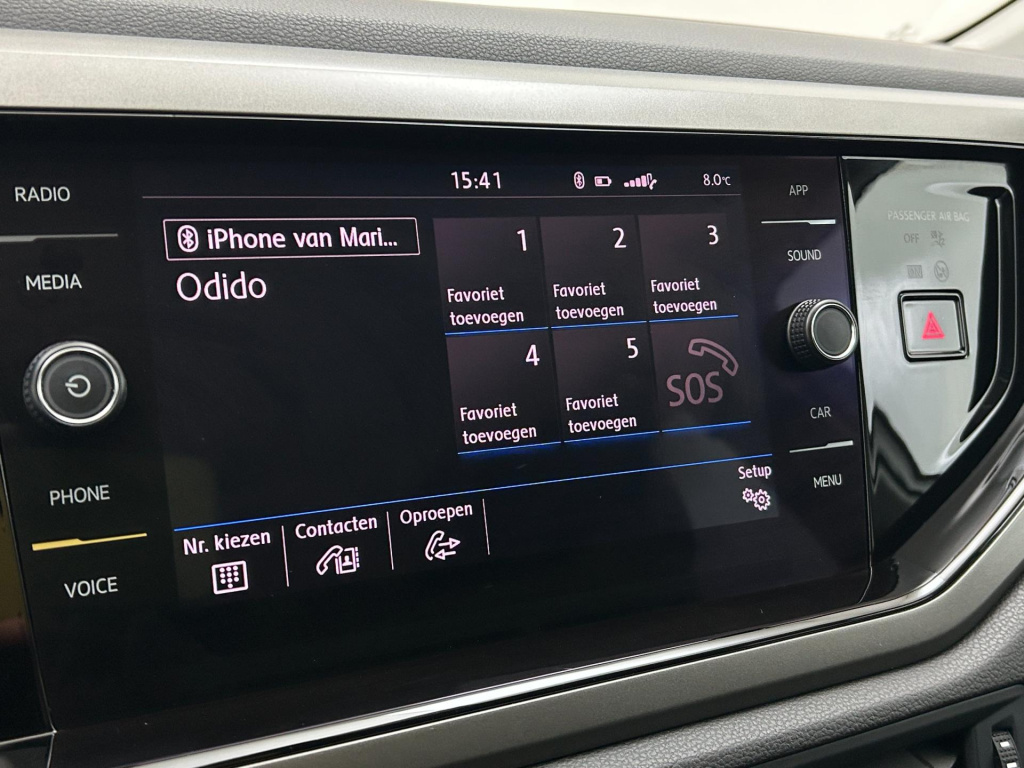 RADIO
MEDIA
PHONE
VOICE
15:41
8.0°C
iPhone van Mari...
Odido
1
Favoriet
toevoegen
2
Favoriet
toevoegen
3
Favoriet
toevoegen
4
Favoriet
toevoegen
5
Favoriet
toevoegen
SOS
Nr. kiezen
Contacten
Oproepen
Setup
APP
SOUND
CAR
MENU
PASSENGER AIR BAG
OFF